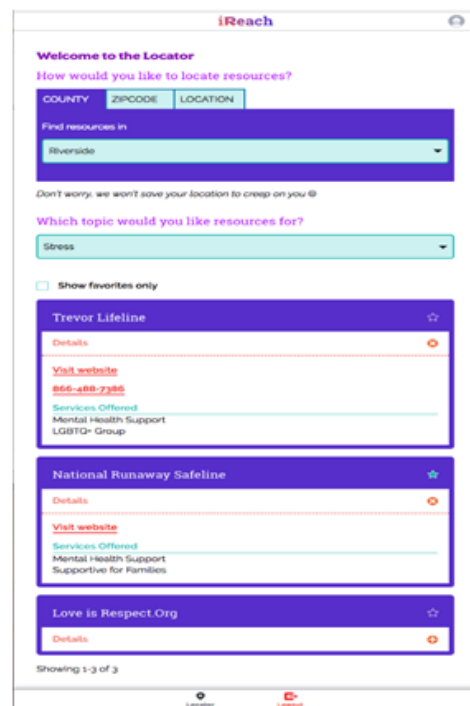 iReach
Welcome to the Locator
How would you like to locate resources?
COUNTY ZIPCODE LOCATION
Find resources in
Riverside
Don't worry, we won't save your location to creep on you
Which topic would you like resources for?
Stress
Show favorites only
Trevor Lifeline
Details
Visit website
866-488-7386
Services Offered
Mental Health Support
LGBTQ+ Group
National Runaway Safeline
Details
Visit website
Services Offered
Mental Health Support
Supportive for Families
Love is Respect.Org
Details
Showing 1-3 of 3
Locator Logout